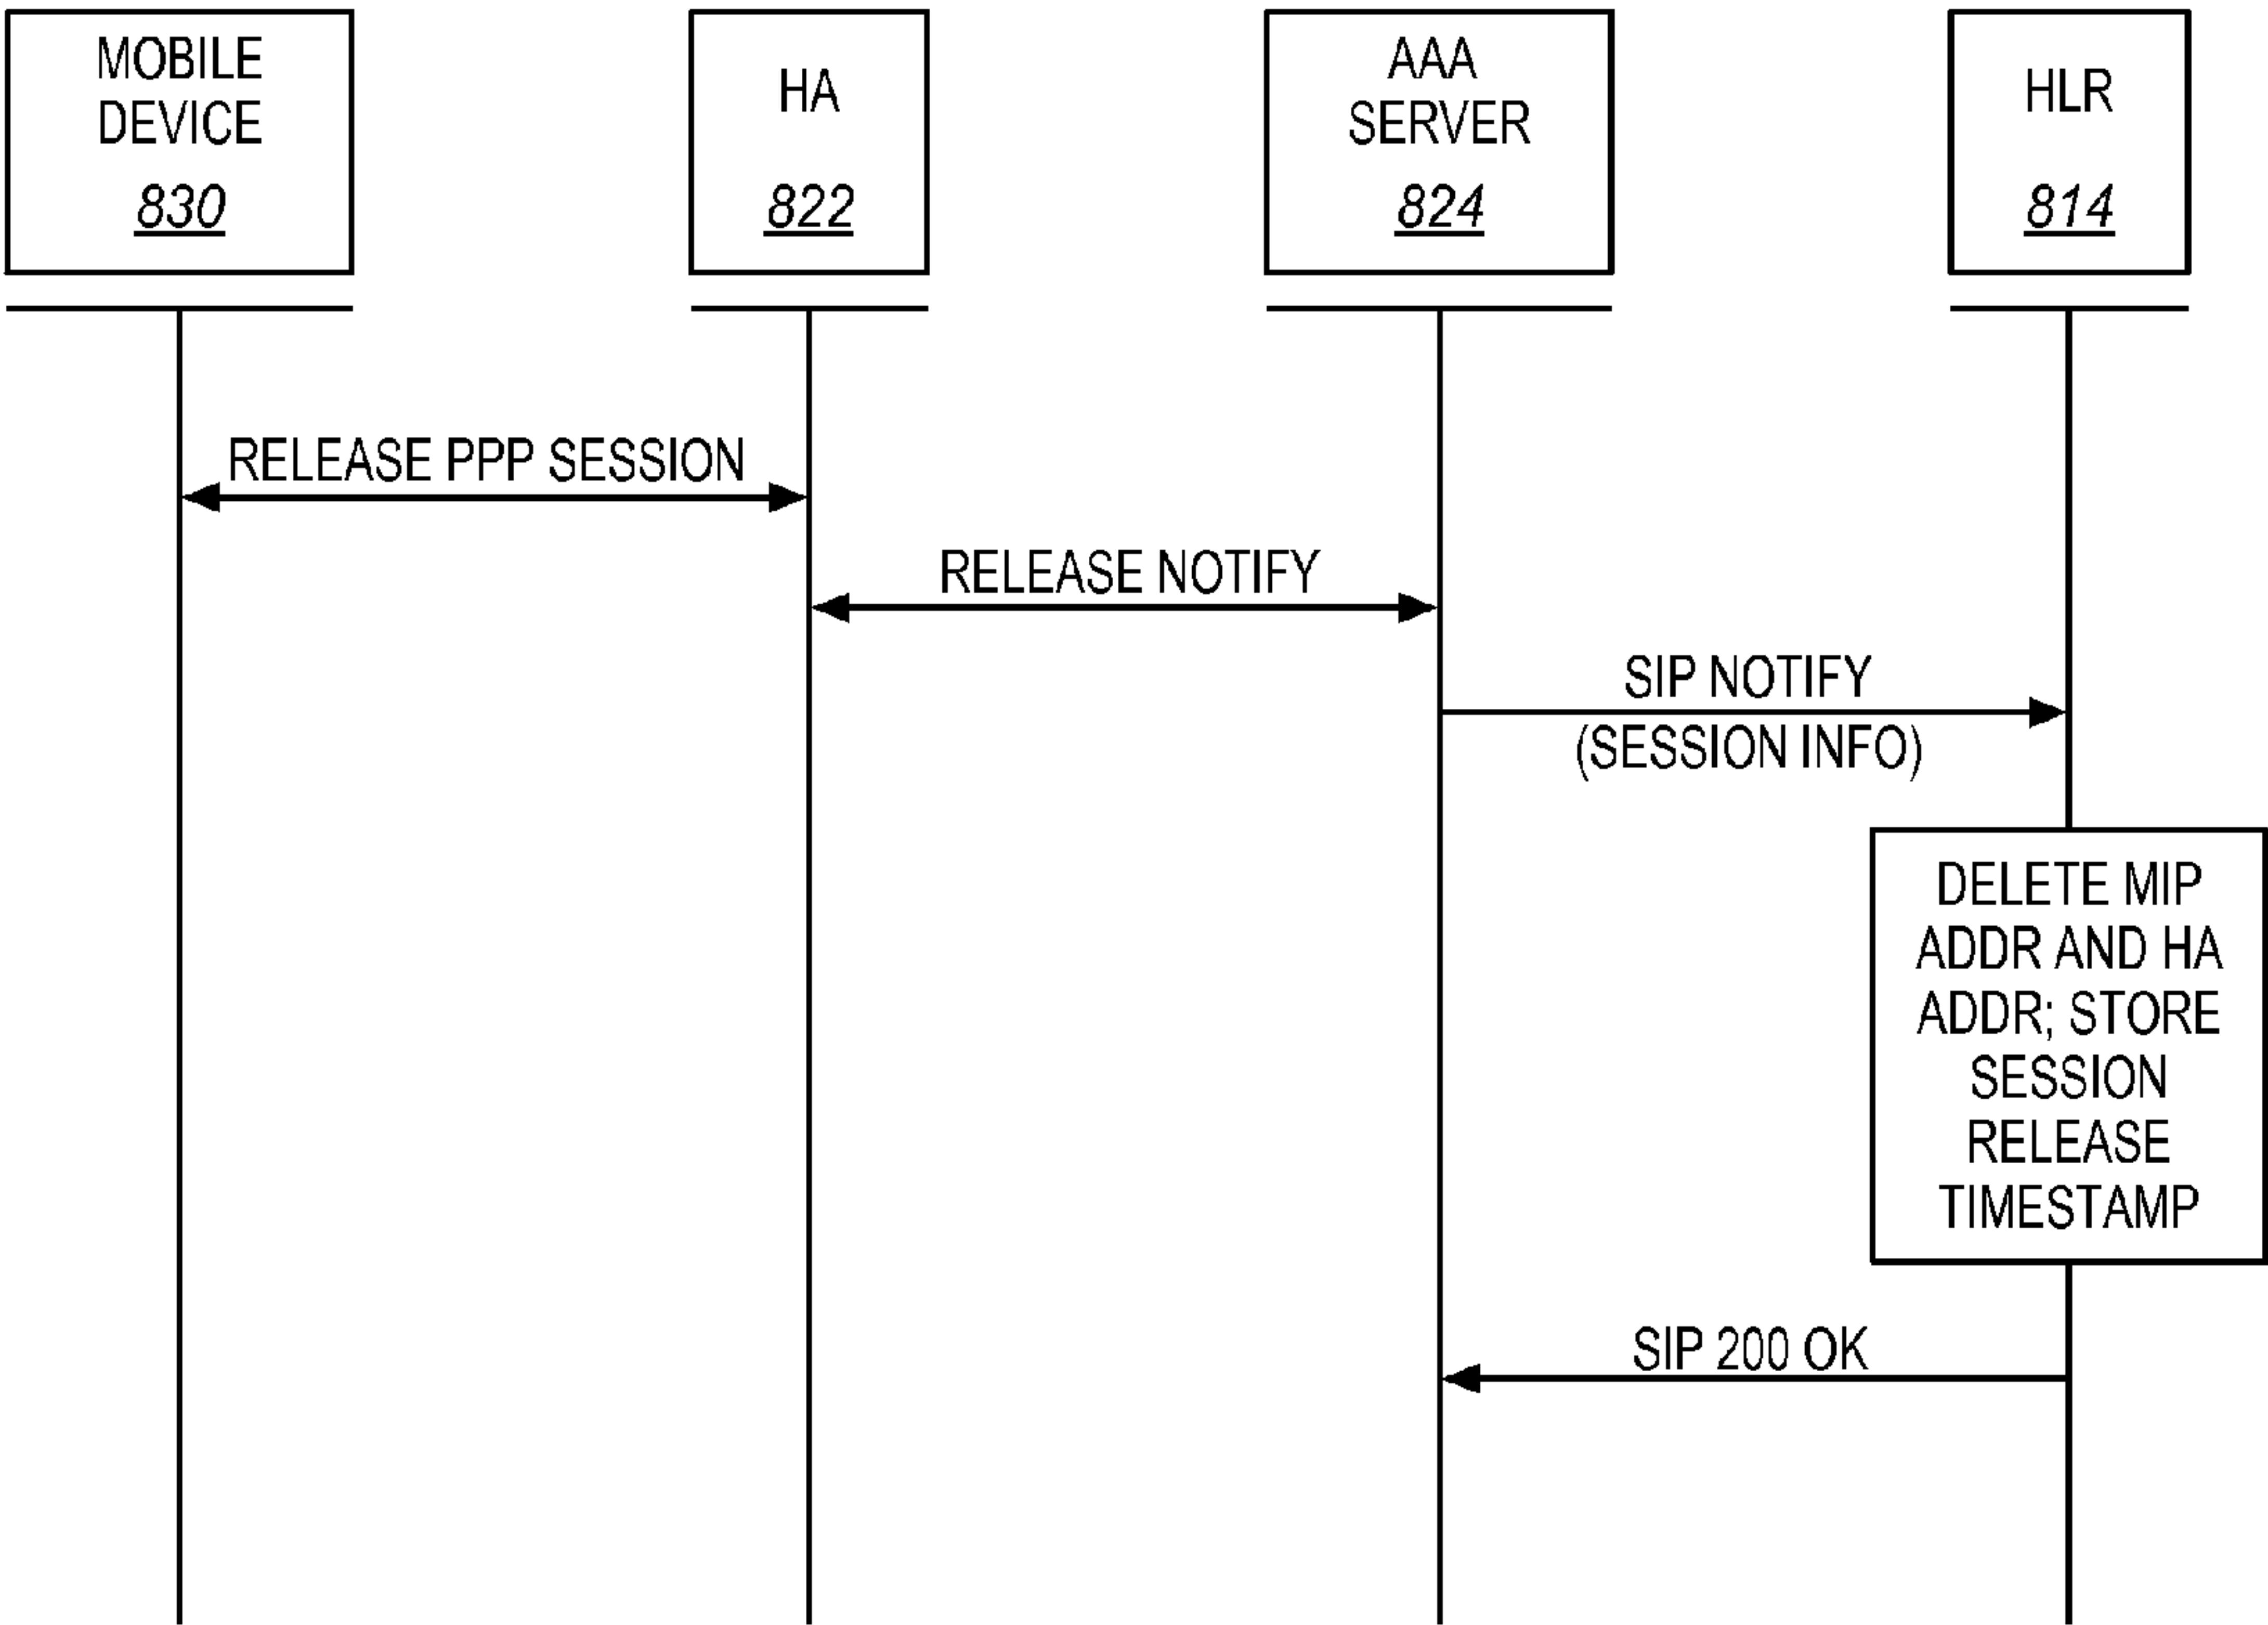 MOBILE
DEVICE
830
HA
822
AAA
SERVER
824
HLR
814
RELEASE PPP SESSION
RELEASE NOTIFY
SIP NOTIFY
(SESSION INFO)
DELETE MIP
ADDR AND HA
ADDR; STORE
SESSION
RELEASE
TIMESTAMP
SIP 200 OK